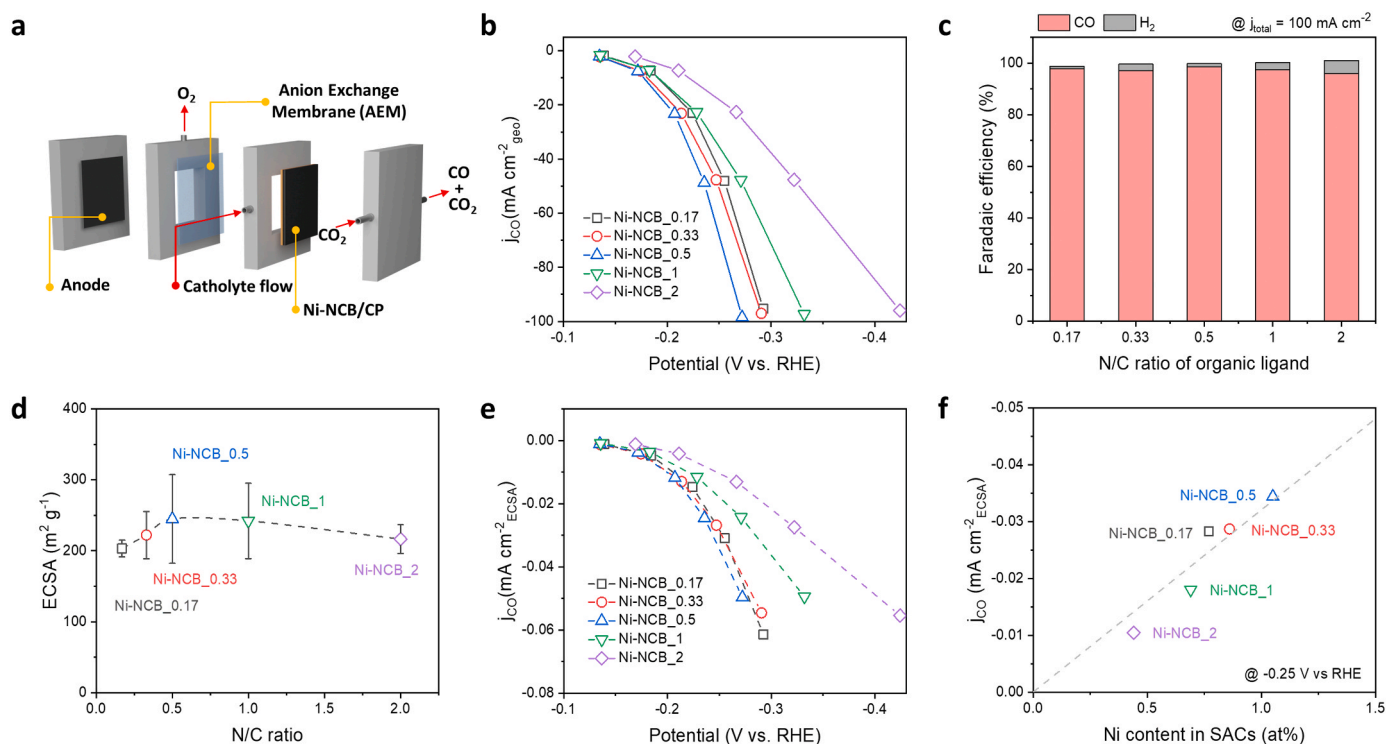 a
O₂
Anion Exchange
Membrane (AEM)
CO
+
CO₂
CO₂
Anode
Catholyte flow
Ni-NCB/CP
b
j_CO(mA cm⁻²_geo)
0
-20
-40
-60
-80
-100
Ni-NCB_0.17
Ni-NCB_0.33
Ni-NCB_0.5
Ni-NCB_1
Ni-NCB_2
-0.1
-0.2
-0.3
-0.4
Potential (V vs. RHE)
c
CO
H₂
@ j_total = 100 mA cm⁻²
Faradaic efficiency (%)
100
80
60
40
20
0
0.17
0.33
0.5
1
2
N/C ratio of organic ligand
d
ECSA (m² g⁻¹)
400
300
200
100
0
Ni-NCB_0.5
Ni-NCB_1
Ni-NCB_0.33
Ni-NCB_2
Ni-NCB_0.17
0.0
0.5
1.0
1.5
2.0
N/C ratio
e
j_CO(mA cm⁻²_ECSA)
0.00
-0.02
-0.04
-0.06
-0.08
Ni-NCB_0.17
Ni-NCB_0.33
Ni-NCB_0.5
Ni-NCB_1
Ni-NCB_2
-0.1
-0.2
-0.3
-0.4
Potential (V vs. RHE)
f
j_CO (mA cm⁻²_ECSA)
-0.05
-0.04
-0.03
-0.02
-0.01
0.00
Ni-NCB_0.5
Ni-NCB_0.17
Ni-NCB_0.33
Ni-NCB_1
Ni-NCB_2
@ -0.25 V vs RHE
0.0
0.5
1.0
1.5
Ni content in SACs (at%)